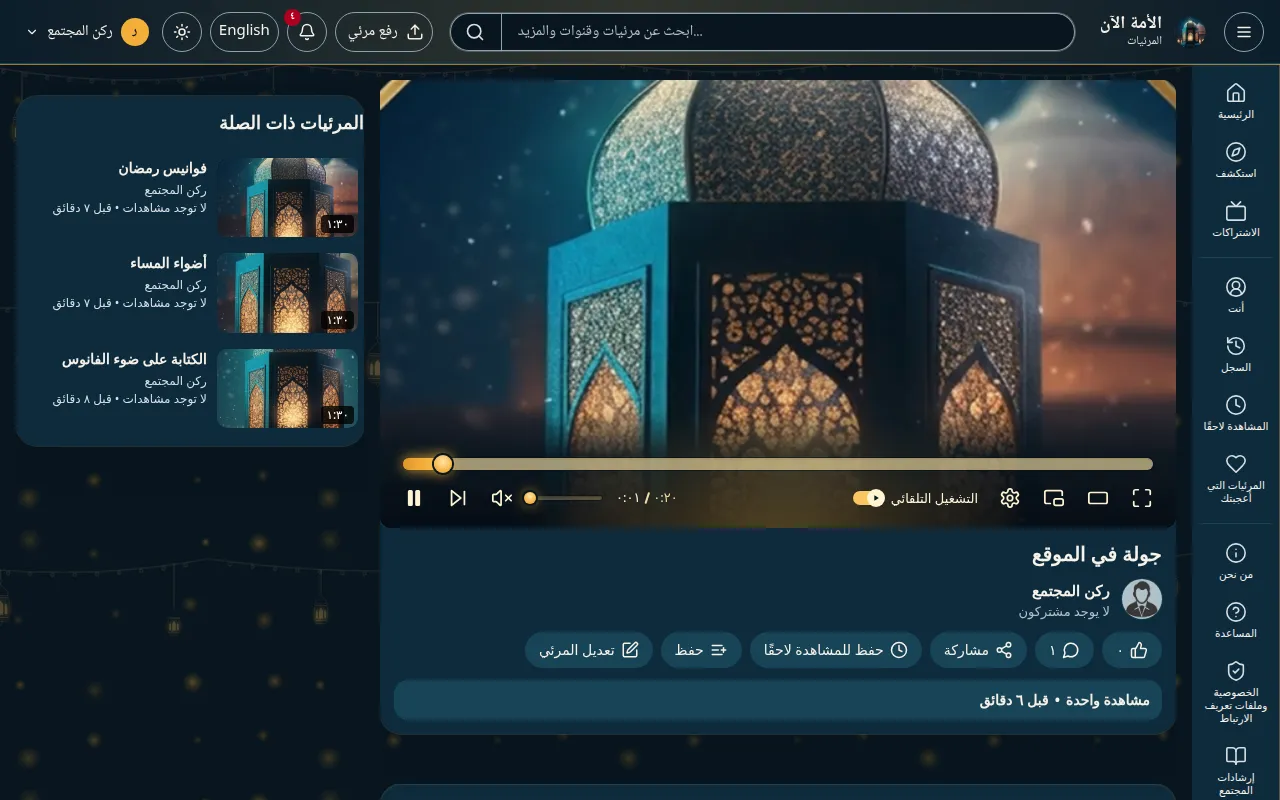 الأمة الآن
المرئيات
ابحث عن مرئيات وقنوات والمزيد...
رفع مرئي
٤
English
ر
ركن المجتمع
الرئيسية
استكشف
الاشتراكات
أنت
السجل
المشاهدة لاحقًا
المرئيات التي
أعجبتك
من نحن
المساعدة
الخصوصية
وملفات تعريف
الارتباط
إرشادات
المجتمع
٠:٠١ / ٠:٢٠
التشغيل التلقائي
جولة في الموقع
ركن المجتمع
لا يوجد مشتركون
٠
١
مشاركة
حفظ للمشاهدة لاحقًا
حفظ
تعديل المرئي
مشاهدة واحدة • قبل ٦ دقائق
المرئيات ذات الصلة
فوانيس رمضان
ركن المجتمع
لا توجد مشاهدات • قبل ٧ دقائق
١:٣٠
أضواء المساء
ركن المجتمع
لا توجد مشاهدات • قبل ٧ دقائق
١:٣٠
الكتابة على ضوء الفانوس
ركن المجتمع
لا توجد مشاهدات • قبل ٨ دقائق
١:٣٠